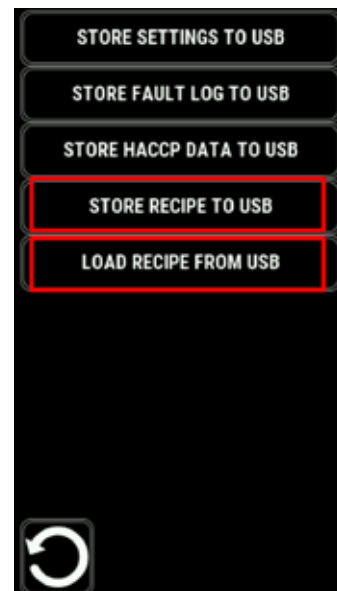 STORE SETTINGS TO USB
STORE FAULT LOG TO USB
STORE HACCP DATA TO USB
STORE RECIPE TO USB
LOAD RECIPE FROM USB